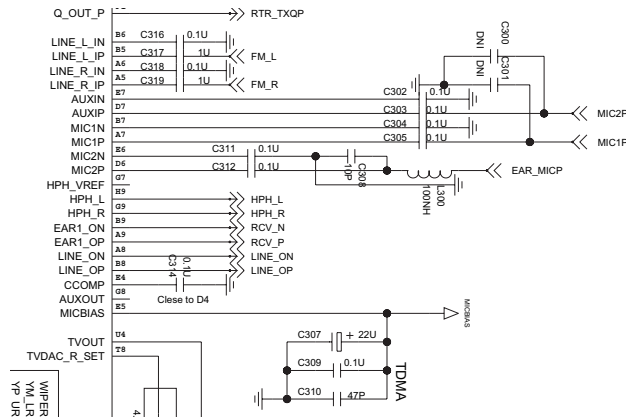 Q_OUT_P RTR_TXQP
LINE_L_IN B6 C316 0.1U
LINE_L_IP B5 C317 1U FM_L
LINE_R_IN A6 C318 0.1U
LINE_R_IP A5 C319 1U FM_R
AUXIN E7 C302 0.1U
AUXIP D7 C303 0.1U MIC2P
MIC1N B7 C304 0.1U
MIC1P A7 C305 0.1U MIC1P
C300 DNI
C301 DNI
MIC2N E6 C311 0.1U
MIC2P D6 C312 0.1U EAR_MICP
C308 10P
L300 100NH
HPH_VREF G7
HPH_L H9 HPH_L
HPH_R G9 HPH_R
EAR1_ON B9 RCV_N
EAR1_OP A9 RCV_P
LINE_ON A8 LINE_ON
LINE_OP B8 LINE_OP
CCOMP E4 C314 0.1U
AUXOUT G8 Clese to D4
MICBIAS E5 MICBIAS
TVOUT U4
TVDAC_R_SET T8
C307 + 22U
C309 0.1U
C310 47P
TDMA
WIPER
YM_LR
YP_UR
4.